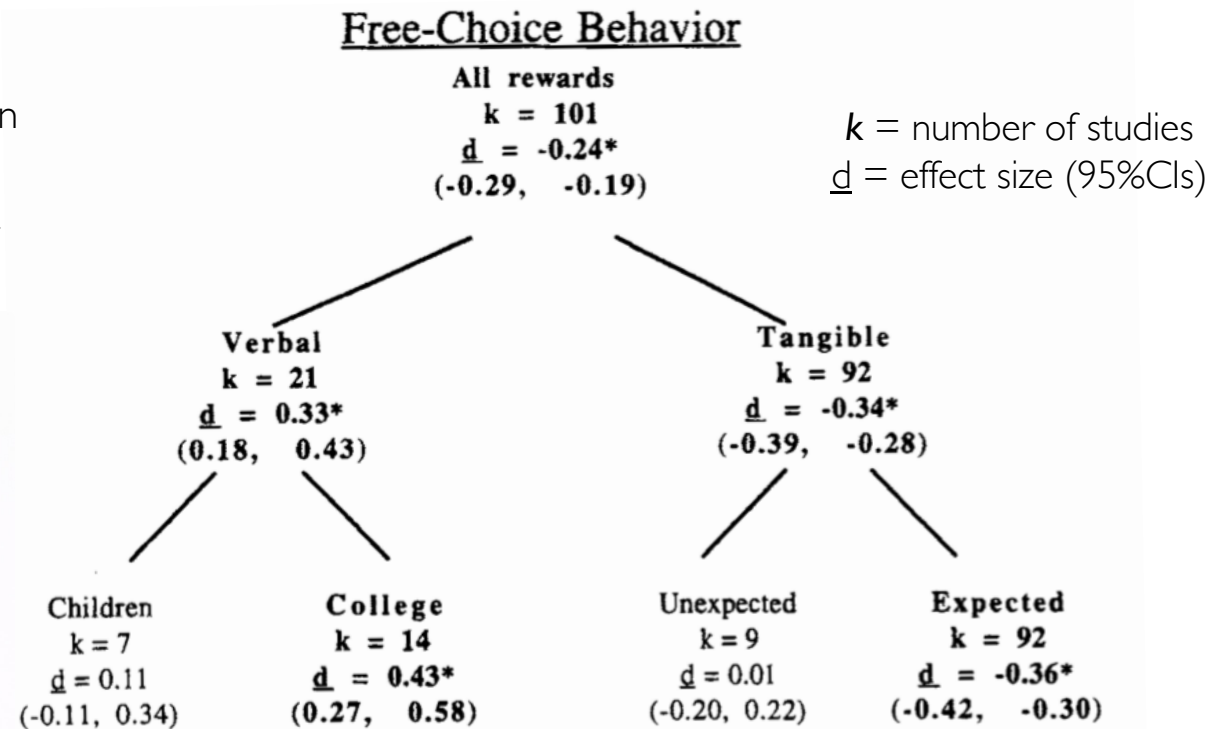 Free-Choice Behavior
All rewards
k = 101
d = -0.24*
(-0.29, -0.19)
n
k = number of studies
d = effect size (95%CIs)
Verbal
k = 21
d = 0.33*
(0.18, 0.43)
Tangible
k = 92
d = -0.34*
(-0.39, -0.28)
Children
k = 7
d = 0.11
(-0.11, 0.34)
College
k = 14
d = 0.43*
(0.27, 0.58)
Unexpected
k = 9
d = 0.01
(-0.20, 0.22)
Expected
k = 92
d = -0.36*
(-0.42, -0.30)